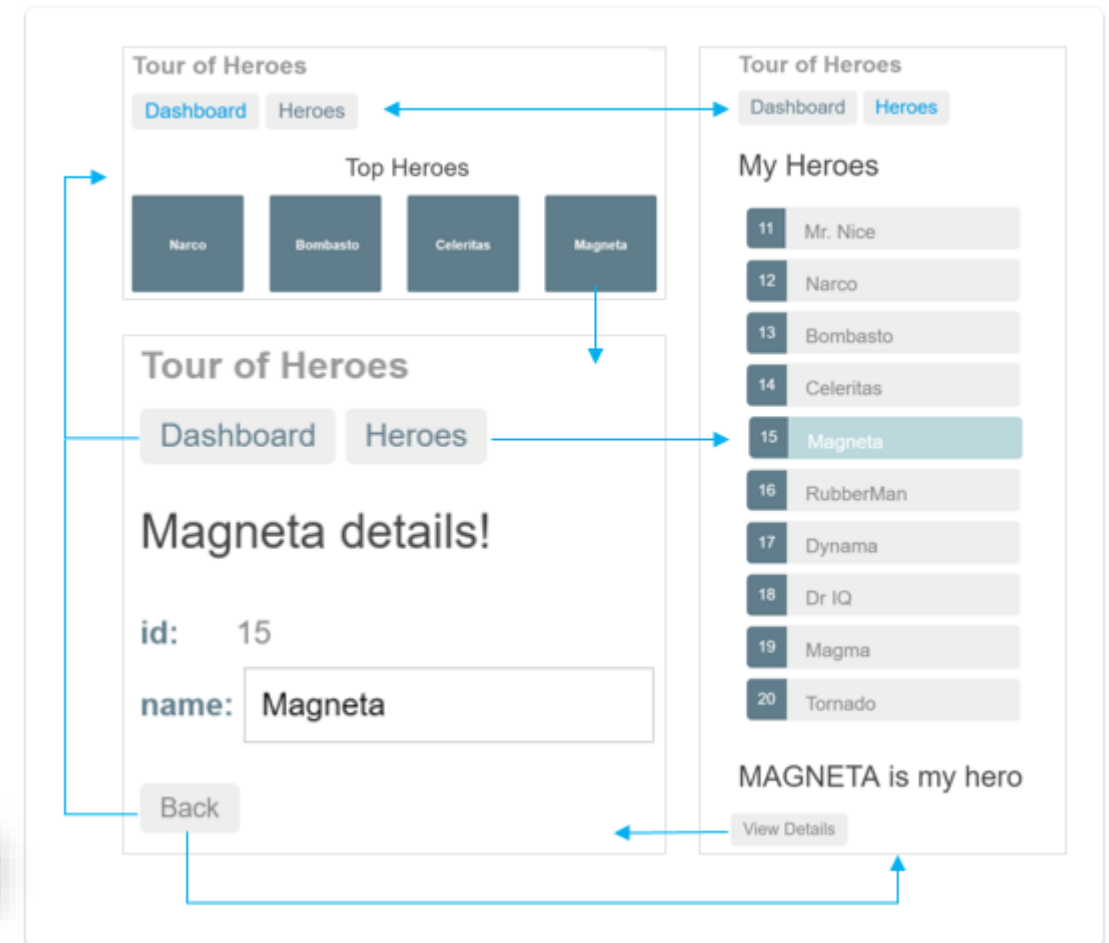 Tour of Heroes
Dashboard Heroes
Top Heroes
Narco Bombasto Celeritas Magneta
Tour of Heroes
Dashboard Heroes
Magneta details!
id: 15
name: Magneta
Back
Tour of Heroes
Dashboard Heroes
My Heroes
11 Mr. Nice
12 Narco
13 Bombasto
14 Celeritas
15 Magneta
16 RubberMan
17 Dynama
18 Dr IQ
19 Magma
20 Tornado
MAGNETA is my hero
View Details